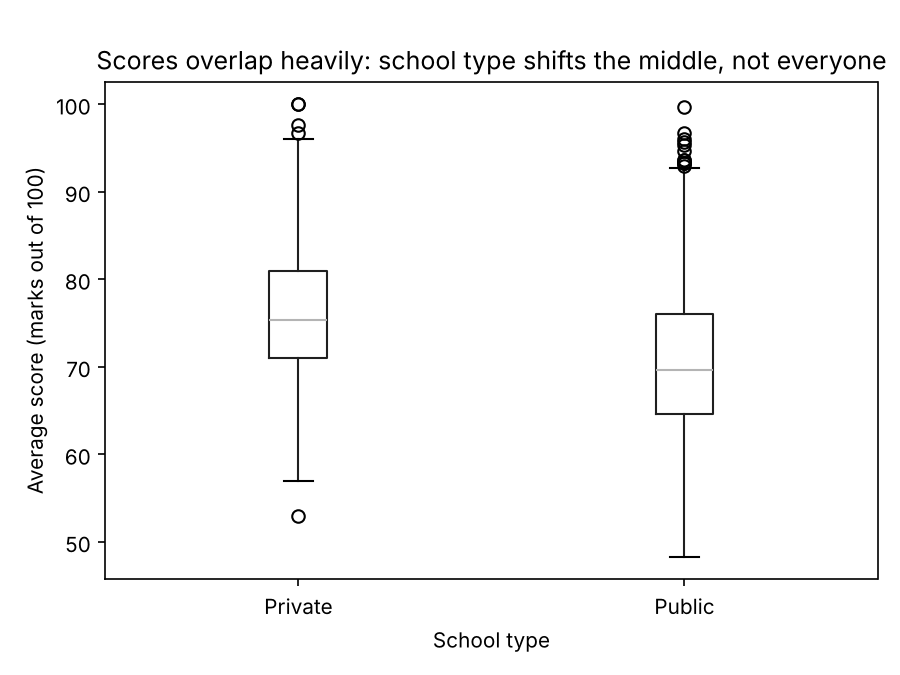 Scores overlap heavily: school type shifts the middle, not everyone
Average score (marks out of 100)
100
90
80
70
60
50
Private
Public
School type